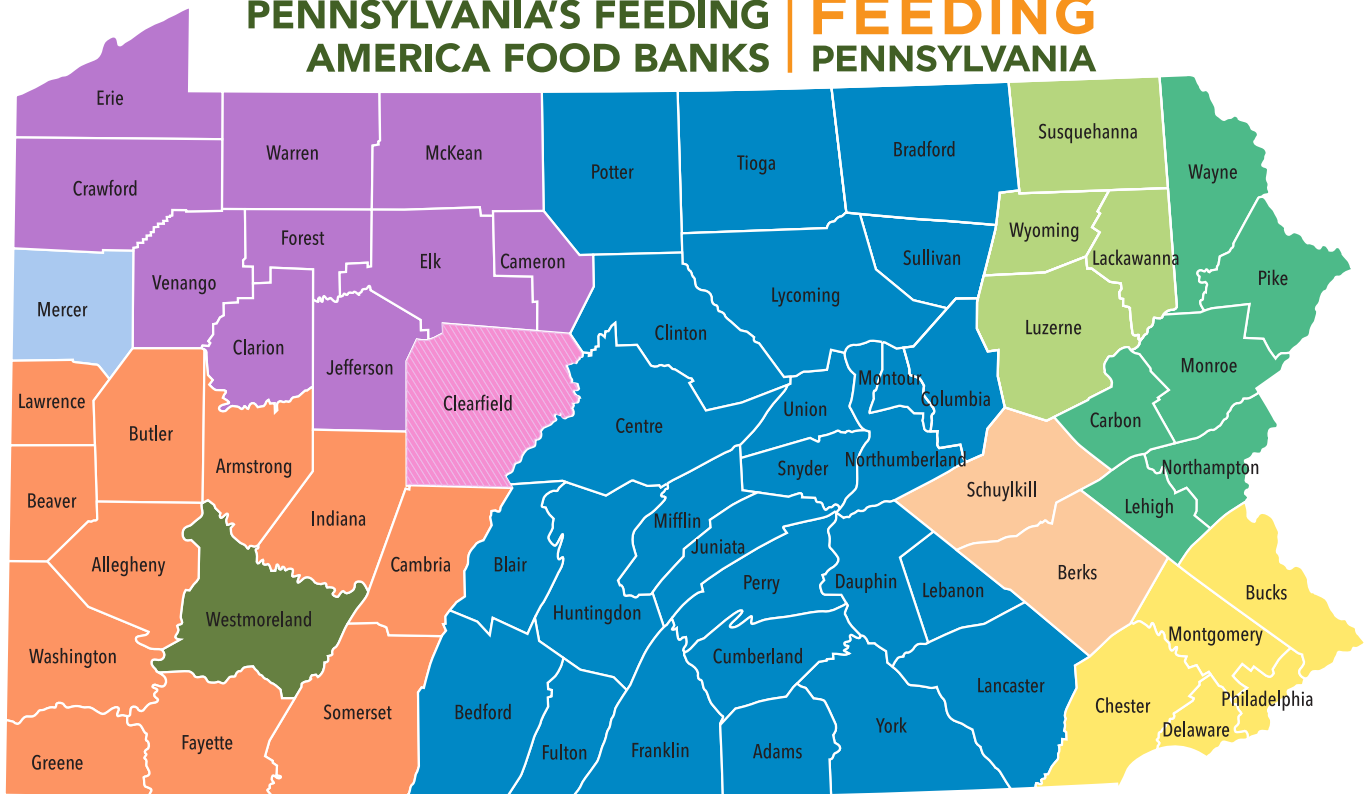 PENNSYLVANIA'S FEEDING
AMERICA FOOD BANKS
FEEDING
PENNSYLVANIA
Erie
Warren
McKean
Potter
Tioga
Bradford
Susquehanna
Wayne
Crawford
Forest
Elk
Cameron
Sullivan
Wyoming
Lackawanna
Pike
Venango
Mercer
Lycoming
Clinton
Luzerne
Clarion
Jefferson
Monroe
Montour
Columbia
Lawrence
Clearfield
Union
Carbon
Butler
Centre
Armstrong
Snyder
Northumberland
Northampton
Beaver
Schuylkill
Lehigh
Indiana
Mifflin
Juniata
Allegheny
Cambria
Blair
Perry
Dauphin
Lebanon
Berks
Bucks
Huntingdon
Westmoreland
Montgomery
Washington
Cumberland
Lancaster
Philadelphia
Chester
Somerset
Bedford
York
Delaware
Fayette
Fulton
Franklin
Adams
Greene